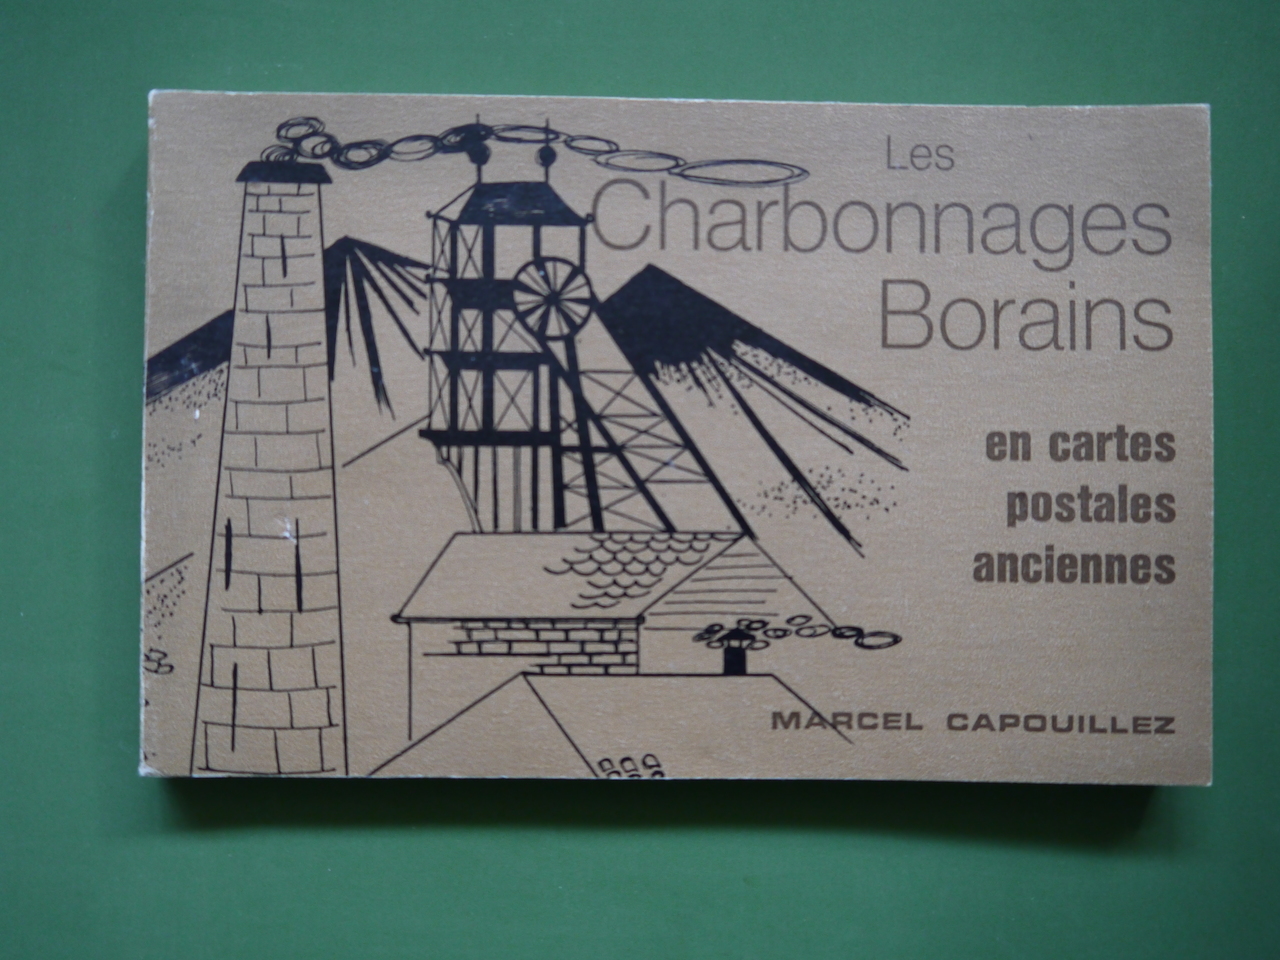 Les
Charbonnages
Borains
en cartes
postales
anciennes
MARCEL CAPOUILLEZ